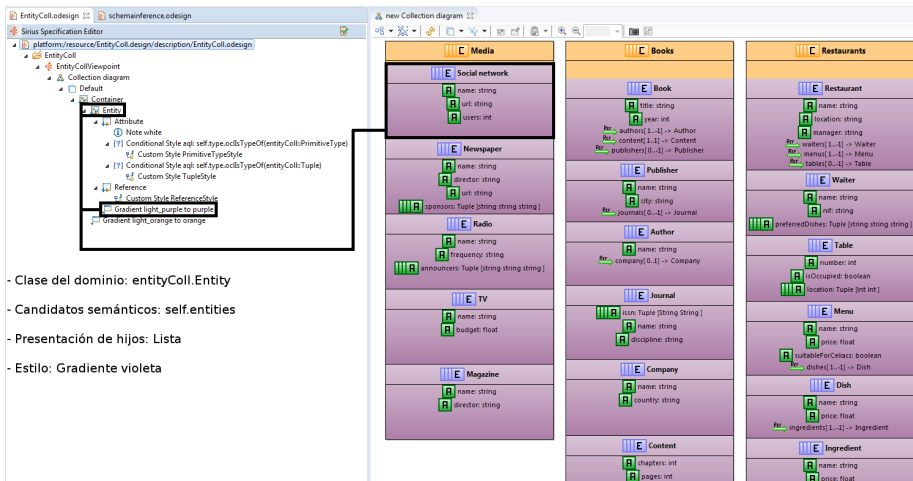 EntityColl.odesign
schemainference.odesign
Sirius Specification Editor
platform:/resource/EntityColl.design/description/EntityColl.odesign
EntityColl
EntityCollViewpoint
Collection diagram
Default
Container
Entity
Attribute
Note white
[?] Conditional Style aql: self.type.oclIsTypeOf(entityColl::PrimitiveType)
Custom Style PrimitiveTypeStyle
[?] Conditional Style aql: self.type.oclIsTypeOf(entityColl::Tuple)
Custom Style TupleStyle
Reference
Custom Style ReferenceStyle
Gradient light_purple to purple
Gradient light_orange to orange
- Clase del dominio: entityColl.Entity
- Candidatos semánticos: self.entities
- Presentación de hijos: Lista
- Estilo: Gradiente violeta
new Collection diagram
C Media
E Social network
A name: string
A url: string
A users: int
E Newspaper
A name: string
A director: string
A url: string
A sponsors: Tuple [string string string ]
E Radio
A name: string
A frequency: string
A announcers: Tuple [string string string ]
E TV
A name: string
A budget: float
E Magazine
A name: string
A director: string
C Books
E Book
A title: string
A year: int
Rer authors[1..-1] -> Author
Rer content[1..-1] -> Content
Rer publishers[0..-1] -> Publisher
E Publisher
A name: string
A city: string
Rer journals[0..-1] -> Journal
E Author
A name: string
Rer company[0..1] -> Company
E Journal
A issn: Tuple [String String ]
A name: string
A discipline: string
E Company
A name: string
A country: string
E Content
A chapters: int
A pages: int
C Restaurants
E Restaurant
A name: string
A location: string
A manager: string
Rer waiters[1..-1] -> Waiter
Rer menus[1..-1] -> Menu
Rer tables[0..-1] -> Table
E Waiter
A name: string
A nif: string
A preferredDishes: Tuple [string string string ]
E Table
A number: int
A isOccupied: boolean
A location: Tuple [int int ]
E Menu
A name: string
A price: float
A suitableForCeliacs: boolean
Rer dishes[1..-1] -> Dish
E Dish
A name: string
A price: float
Rer ingredients[1..-1] -> Ingredient
E Ingredient
A name: string
A price: float